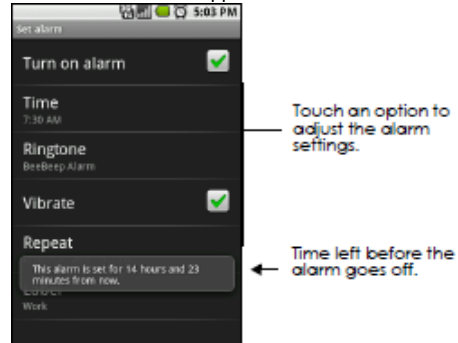 5:03 PM
Set alarm
Turn on alarm
Time
7:30 AM
Ringtone
BeeBeep Alarm
Vibrate
Repeat
This alarm is set for 14 hours and 23
minutes from now.
Work
Touch an option to
adjust the alarm
settings.
Time left before the
alarm goes off.